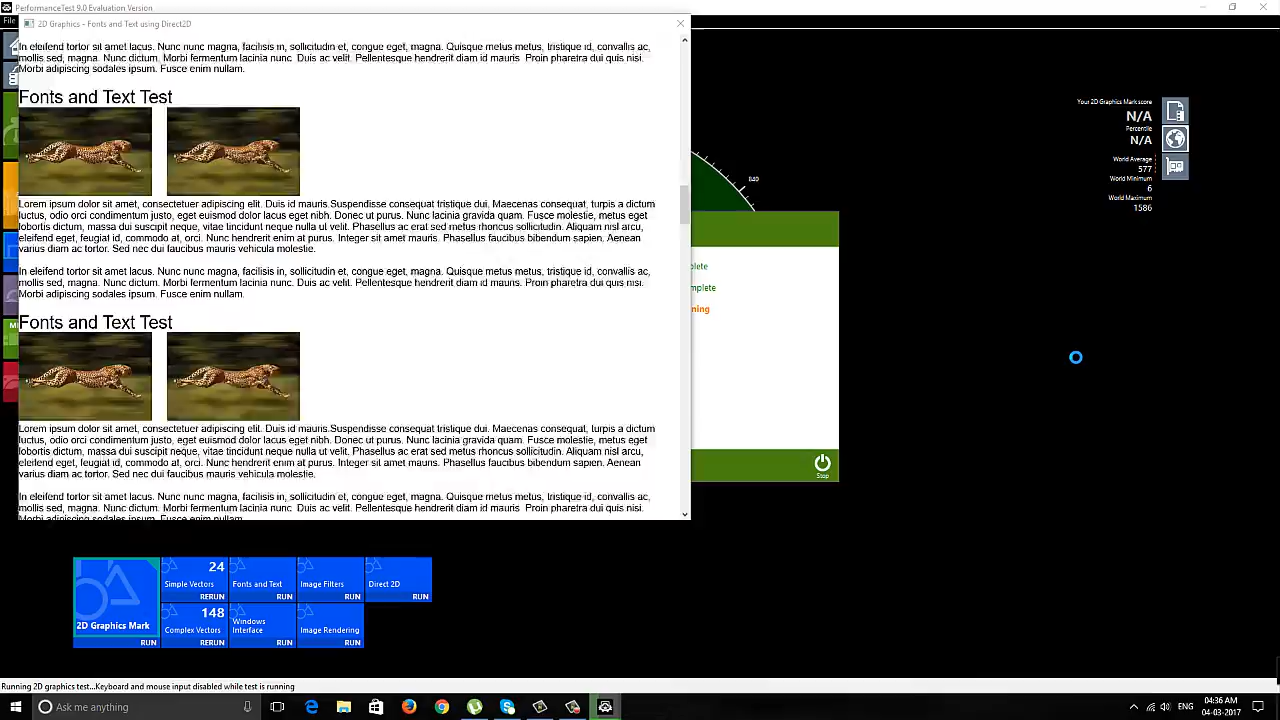 PerformanceTest 9.0 Evaluation Version
File
2D Graphics - Fonts and Text using Direct2D
In eleifend tortor sit amet lacus. Nunc nunc magna, facilisis in, sollicitudin et, congue eget, magna. Quisque metus metus, tristique id, convallis ac,
mollis sed, magna. Nunc dictum. Morbi fermentum lacinia nunc. Duis ac velit. Pellentesque hendrerit diam id mauris. Proin pharetra dui quis nisi.
Morbi adipiscing sodales ipsum. Fusce enim nullam.
Fonts and Text Test
Lorem ipsum dolor sit amet, consectetuer adipiscing elit. Duis id mauris.Suspendisse consequat tristique dui. Maecenas consequat, turpis a dictum
luctus, odio orci condimentum justo, eget euismod dolor lacus eget nibh. Donec ut purus. Nunc lacinia gravida quam. Fusce molestie, metus eget
lobortis dictum, massa dui suscipit neque, vitae tincidunt neque nulla ut velit. Phasellus ac erat sed metus rhoncus sollicitudin. Aliquam nisl arcu,
eleifend eget, feugiat id, commodo at, orci. Nunc hendrerit enim at purus. Integer sit amet mauris. Phasellus faucibus bibendum sapien. Aenean
varius diam ac tortor. Sed nec dui faucibus mauris vehicula molestie.
In eleifend tortor sit amet lacus. Nunc nunc magna, facilisis in, sollicitudin et, congue eget, magna. Quisque metus metus, tristique id, convallis ac,
mollis sed, magna. Nunc dictum. Morbi fermentum lacinia nunc. Duis ac velit. Pellentesque hendrerit diam id mauris. Proin pharetra dui quis nisi.
Morbi adipiscing sodales ipsum. Fusce enim nullam.
Fonts and Text Test
Lorem ipsum dolor sit amet, consectetuer adipiscing elit. Duis id mauris.Suspendisse consequat tristique dui. Maecenas consequat, turpis a dictum
luctus, odio orci condimentum justo, eget euismod dolor lacus eget nibh. Donec ut purus. Nunc lacinia gravida quam. Fusce molestie, metus eget
lobortis dictum, massa dui suscipit neque, vitae tincidunt neque nulla ut velit. Phasellus ac erat sed metus rhoncus sollicitudin. Aliquam nisl arcu,
eleifend eget, feugiat id, commodo at, orci. Nunc hendrerit enim at purus. Integer sit amet mauris. Phasellus faucibus bibendum sapien. Aenean
varius diam ac tortor. Sed nec dui faucibus mauris vehicula molestie.
In eleifend tortor sit amet lacus. Nunc nunc magna, facilisis in, sollicitudin et, congue eget, magna. Quisque metus metus, tristique id, convallis ac,
mollis sed, magna. Nunc dictum. Morbi fermentum lacinia nunc. Duis ac velit. Pellentesque hendrerit diam id mauris. Proin pharetra dui quis nisi.
Morbi adipiscing sodales ipsum. Fusce enim nullam.
840
plete
mplete
ning
Stop
Your 2D Graphics Mark score
N/A
Percentile
N/A
World Average
577
World Minimum
6
World Maximum
1586
2D Graphics Mark
RUN
24
Simple Vectors
RERUN
Fonts and Text
RUN
Image Filters
RUN
Direct 2D
RUN
148
Complex Vectors
RERUN
Windows
Interface
RUN
Image Rendering
RUN
Running 2D graphics test...Keyboard and mouse input disabled while test is running
Ask me anything
ENG
04:36 AM
04-03-2017